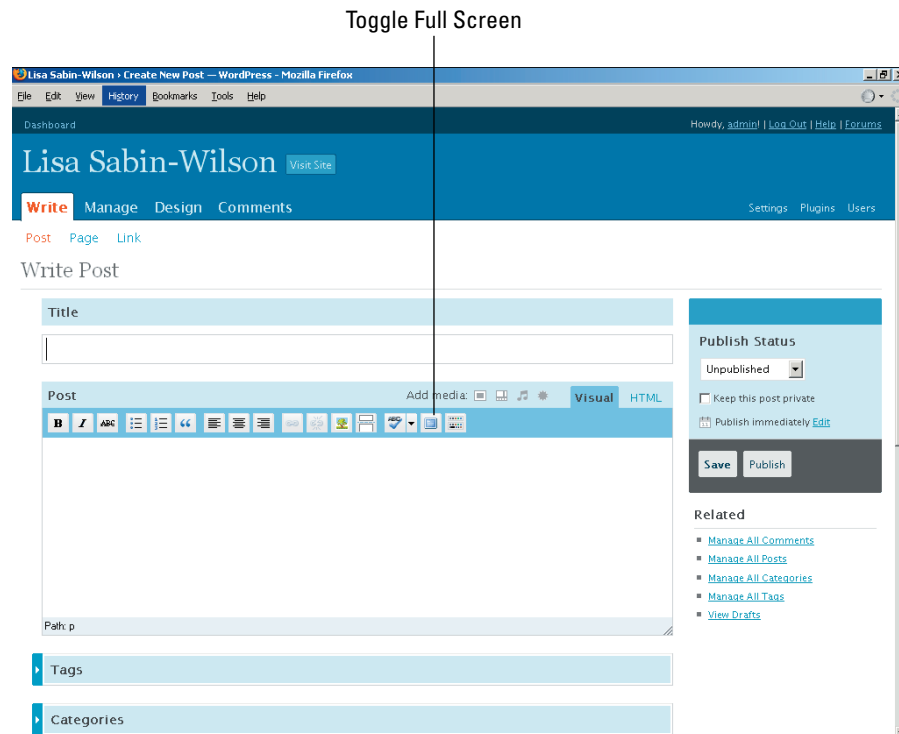 Toggle Full Screen
Lisa Sabin-Wilson › Create New Post — WordPress - Mozilla Firefox
File Edit View History Bookmarks Tools Help
Dashboard Howdy, admin! | Log Out | Help | Forums
Lisa Sabin-Wilson Visit Site
Write Manage Design Comments Settings Plugins Users
Post Page Link
Write Post
Title
Publish Status
Unpublished
Post Add media: Visual HTML
Keep this post private
B I ABC “ ABC
Publish immediately Edit
Save Publish
Related
Manage All Comments
Manage All Posts
Manage All Categories
Manage All Tags
View Drafts
Path: p
Tags
Categories